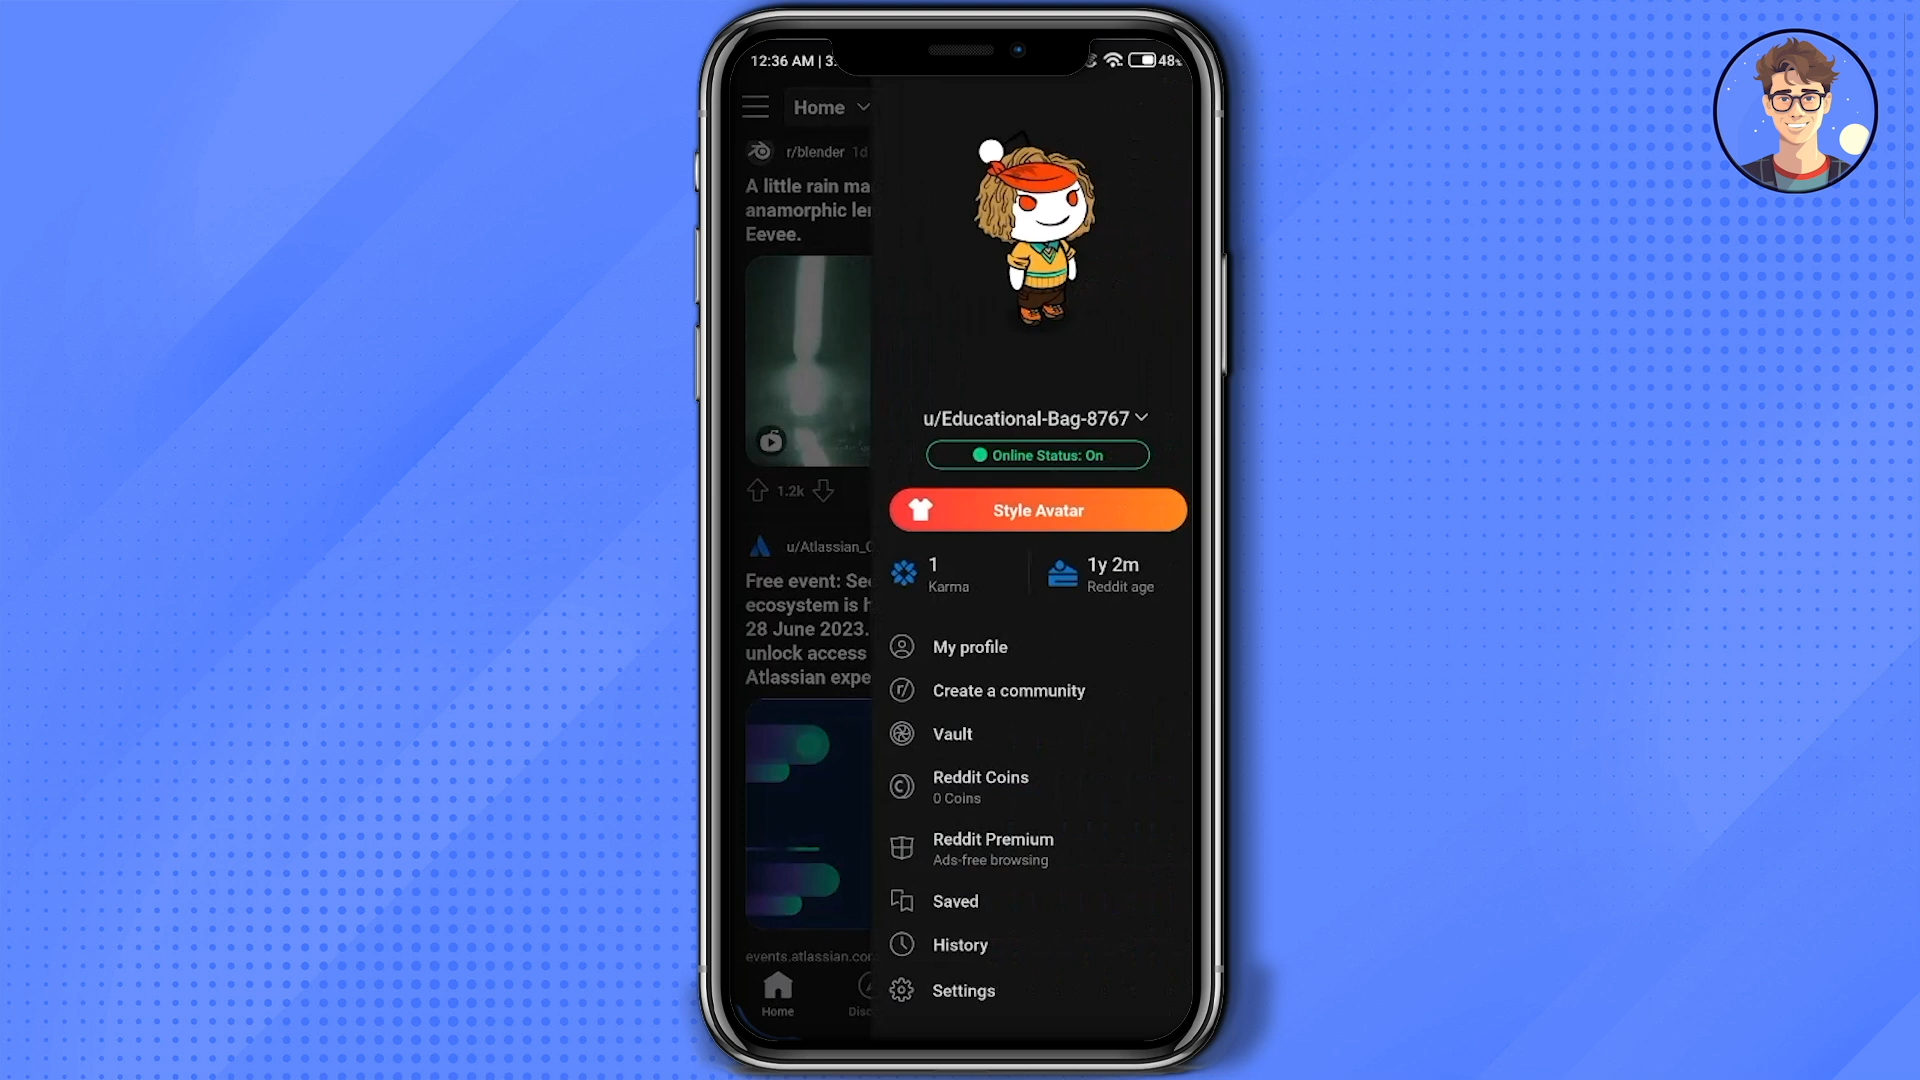 12:36 AM | 3.
48
Home
r/blender 1d
A little rain ma
anamorphic le
Eevee.
1.2k
u/Atlassian_
Free event: Se
ecosystem is h
28 June 2023.
unlock access
Atlassian expe
events.atlassian.co
Home
Disc
u/Educational-Bag-8767
Online Status: On
Style Avatar
1
Karma
1y 2m
Reddit age
My profile
r/
Create a community
Vault
Reddit Coins
0 Coins
Reddit Premium
Ads-free browsing
Saved
History
Settings